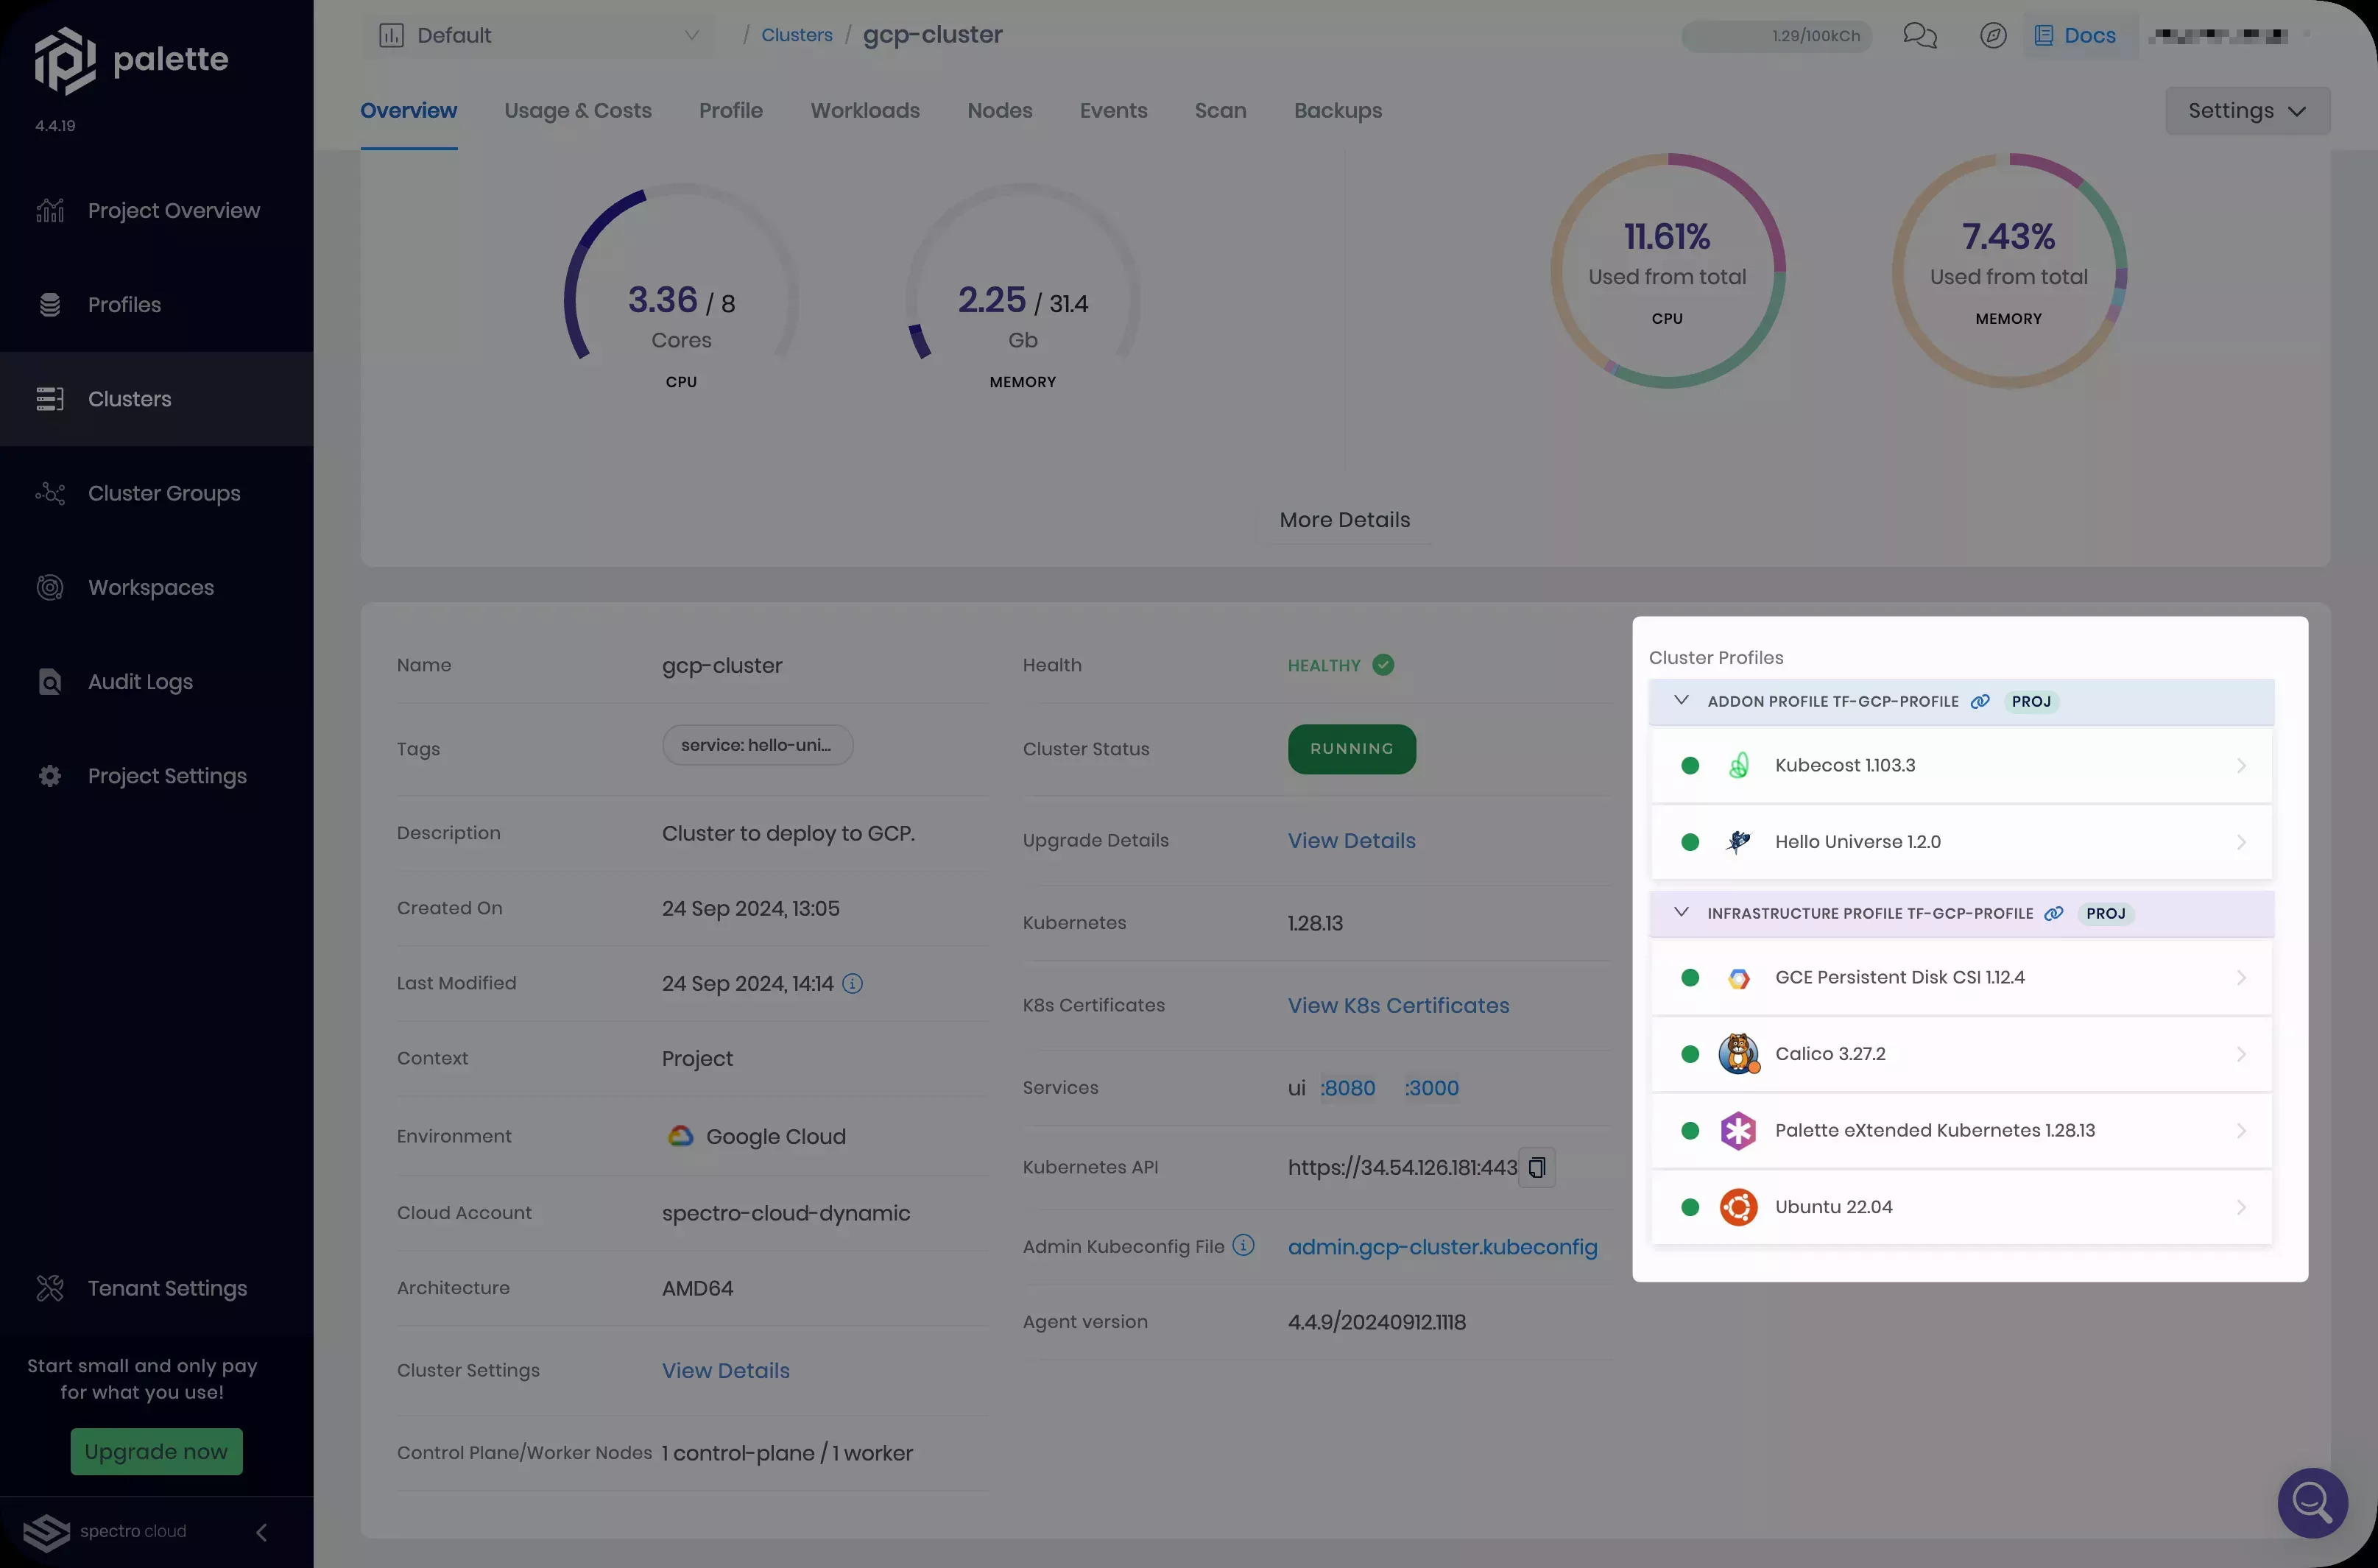 palette
4.4.19
Project Overview
Profiles
Clusters
Cluster Groups
Workspaces
Audit Logs
Project Settings
Tenant Settings
Start small and only pay
for what you use!
Upgrade now
spectro cloud
Default / Clusters / gcp-cluster
1.29/100kCh
Docs
Overview Usage & Costs Profile Workloads Nodes Events Scan Backups
Settings
3.36 / 8
Cores
CPU
2.25 / 31.4
Gb
MEMORY
11.61%
Used from total
CPU
7.43%
Used from total
MEMORY
More Details
Name gcp-cluster
Tags service: hello-uni...
Description Cluster to deploy to GCP.
Created On 24 Sep 2024, 13:05
Last Modified 24 Sep 2024, 14:14
Context Project
Environment Google Cloud
Cloud Account spectro-cloud-dynamic
Architecture AMD64
Cluster Settings View Details
Control Plane/Worker Nodes 1 control-plane / 1 worker
Health HEALTHY
Cluster Status RUNNING
Upgrade Details View Details
Kubernetes 1.28.13
K8s Certificates View K8s Certificates
Services ui :8080 :3000
Kubernetes API https://34.54.126.181:443
Admin Kubeconfig File admin.gcp-cluster.kubeconfig
Agent version 4.4.9/20240912.1118
Cluster Profiles
ADDON PROFILE TF-GCP-PROFILE PROJ
Kubecost 1.103.3
Hello Universe 1.2.0
INFRASTRUCTURE PROFILE TF-GCP-PROFILE PROJ
GCE Persistent Disk CSI 1.12.4
Calico 3.27.2
Palette eXtended Kubernetes 1.28.13
Ubuntu 22.04